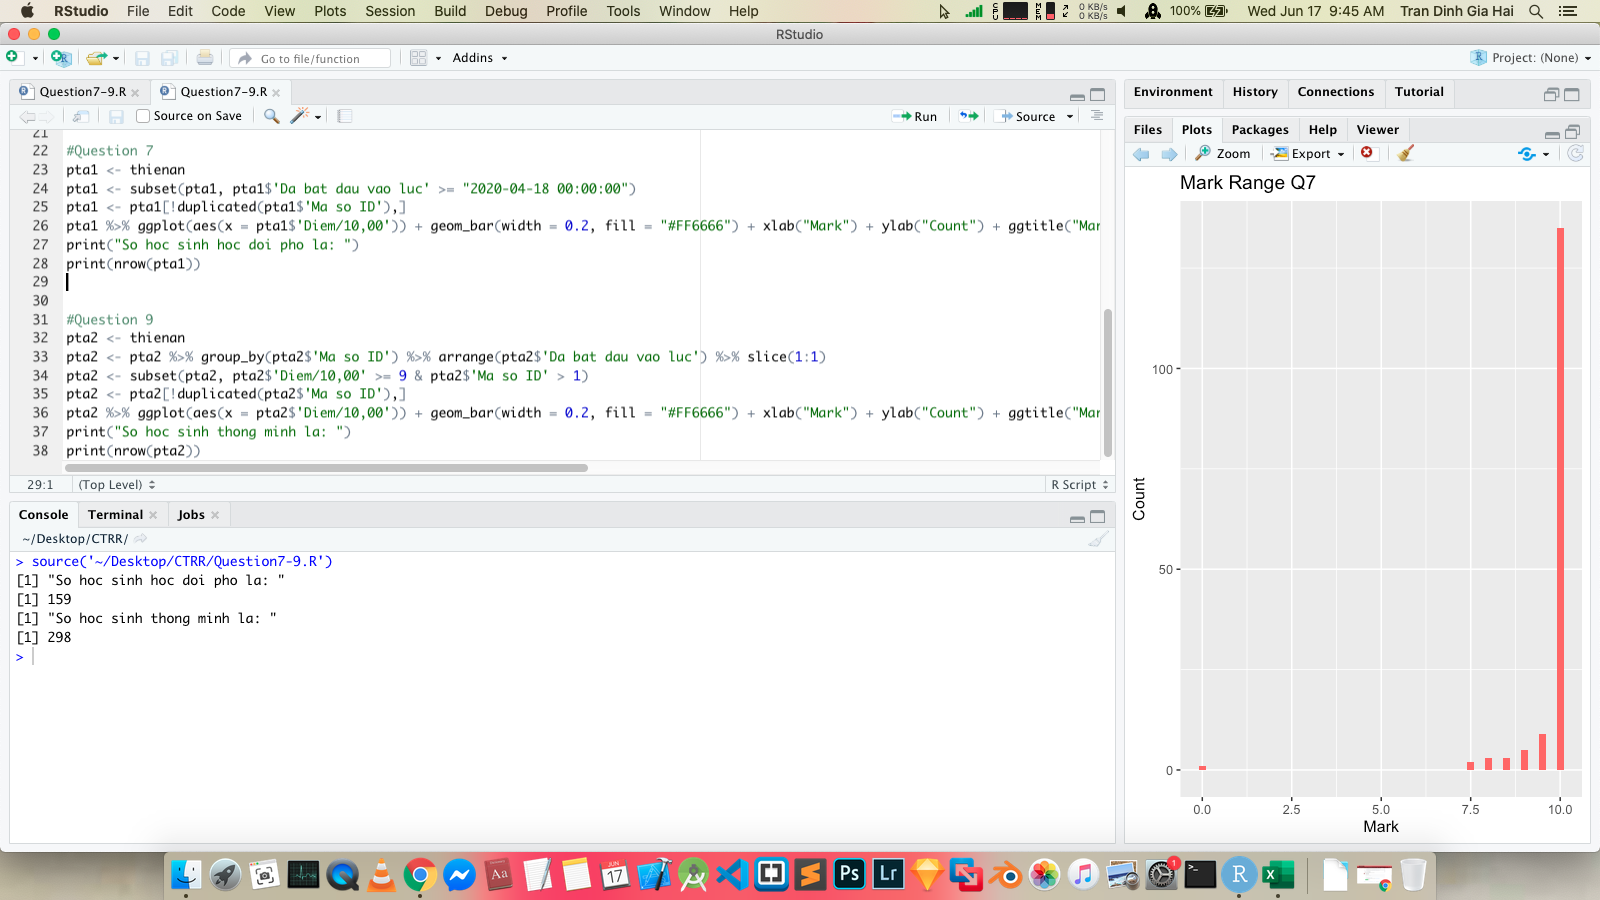 RStudio File Edit Code View Plots Session Build Debug Profile Tools Window Help
0 KB/s
0 KB/s
100% Wed Jun 17 9:45 AM Tran Dinh Gia Hai
RStudio
Go to file/function
Addins
Project: (None)
Question7-9.R
Question7-9.R
Source on Save
Run
Source
21
22 #Question 7
23 pta1 <- thienan
24 pta1 <- subset(pta1, pta1$'Da bat dau vao luc' >= "2020-04-18 00:00:00")
25 pta1 <- pta1[!duplicated(pta1$'Ma so ID'),]
26 pta1 %>% ggplot(aes(x = pta1$'Diem/10,00')) + geom_bar(width = 0.2, fill = "#FF6666") + xlab("Mark") + ylab("Count") + ggtitle("Mar
27 print("So hoc sinh hoc doi pho la: ")
28 print(nrow(pta1))
29
30
31 #Question 9
32 pta2 <- thienan
33 pta2 <- pta2 %>% group_by(pta2$'Ma so ID') %>% arrange(pta2$'Da bat dau vao luc') %>% slice(1:1)
34 pta2 <- subset(pta2, pta2$'Diem/10,00' >= 9 & pta2$'Ma so ID' > 1)
35 pta2 <- pta2[!duplicated(pta2$'Ma so ID'),]
36 pta2 %>% ggplot(aes(x = pta2$'Diem/10,00')) + geom_bar(width = 0.2, fill = "#FF6666") + xlab("Mark") + ylab("Count") + ggtitle("Mar
37 print("So hoc sinh thong minh la: ")
38 print(nrow(pta2))
29:1 (Top Level) R Script
Console Terminal Jobs
~/Desktop/CTRR/
> source('~/Desktop/CTRR/Question7-9.R')
[1] "So hoc sinh hoc doi pho la: "
[1] 159
[1] "So hoc sinh thong minh la: "
[1] 298
>
Environment History Connections Tutorial
Files Plots Packages Help Viewer
Zoom Export
Mark Range Q7
100
50
0
Count
0.0 2.5 5.0 7.5 10.0
Mark
Aa
JUN
17
Ps
Lr
1
R
X